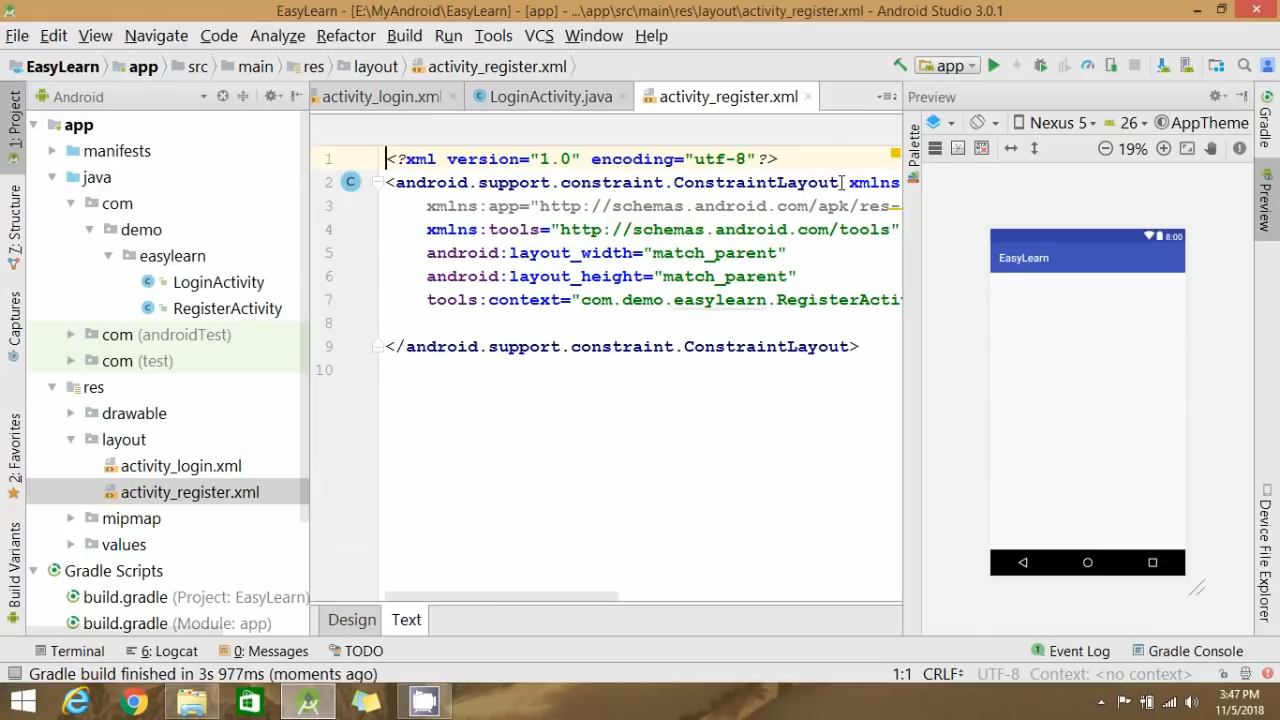 EasyLearn - [E:\MyAndroid\EasyLearn] - [app] - ...\app\src\main\res\layout\activity_register.xml - Android Studio 3.0.1
File Edit View Navigate Code Analyze Refactor Build Run Tools VCS Window Help
EasyLearn app src main res layout activity_register.xml app
1: Project
Z: Structure
Captures
2: Favorites
Build Variants
Android
app
manifests
java
com
demo
easylearn
LoginActivity
RegisterActivity
com (androidTest)
com (test)
res
drawable
layout
activity_login.xml
activity_register.xml
mipmap
values
Gradle Scripts
build.gradle (Project: EasyLearn)
build.gradle (Module: app)
activity_login.xml LoginActivity.java activity_register.xml
1 <?xml version="1.0" encoding="utf-8"?>
2 <android.support.constraint.ConstraintLayout xmlns
3 xmlns:app="http://schemas.android.com/apk/res-
4 xmlns:tools="http://schemas.android.com/tools"
5 android:layout_width="match_parent"
6 android:layout_height="match_parent"
7 tools:context="com.demo.easylearn.RegisterActi
8
9 </android.support.constraint.ConstraintLayout>
10
Design Text
Preview
Palette
Nexus 5 26 AppTheme
19%
8:00
EasyLearn
Gradle
Preview
Device File Explorer
Terminal 6: Logcat 0: Messages TODO Event Log Gradle Console
Gradle build finished in 3s 977ms (moments ago) 1:1 CRLF UTF-8 Context: <no context>
3:47 PM
11/5/2018